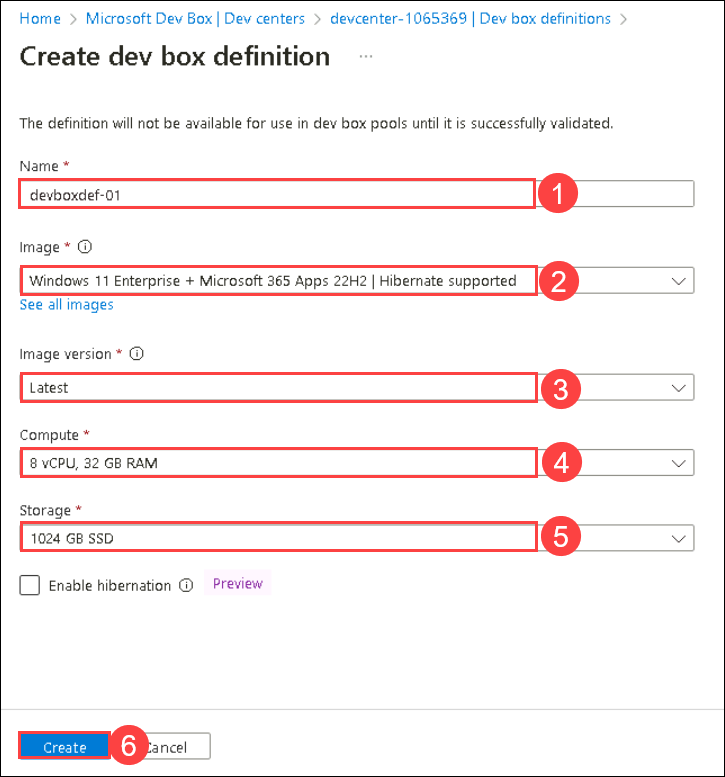 Home > Microsoft Dev Box | Dev centers > devcenter-1065369 | Dev box definitions >
Create dev box definition ...
The definition will not be available for use in dev box pools until it is successfully validated.
Name *
devboxdef-01 1
Image *
Windows 11 Enterprise + Microsoft 365 Apps 22H2 | Hibernate supported 2
See all images
Image version *
Latest 3
Compute *
8 vCPU, 32 GB RAM 4
Storage *
1024 GB SSD 5
Enable hibernation Preview
Create 6 Cancel